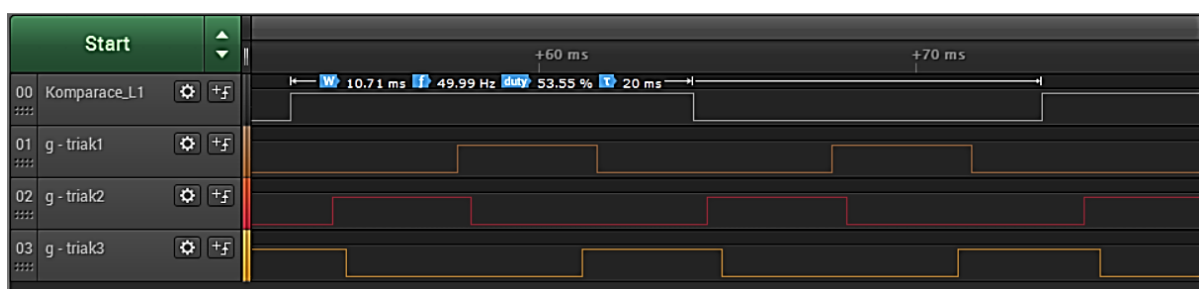 Start
+60 ms
+70 ms
W 10.71 ms f 49.99 Hz duty 53.55 % T 20 ms
00 Komparace_L1
01 g - triak1
02 g - triak2
03 g - triak3